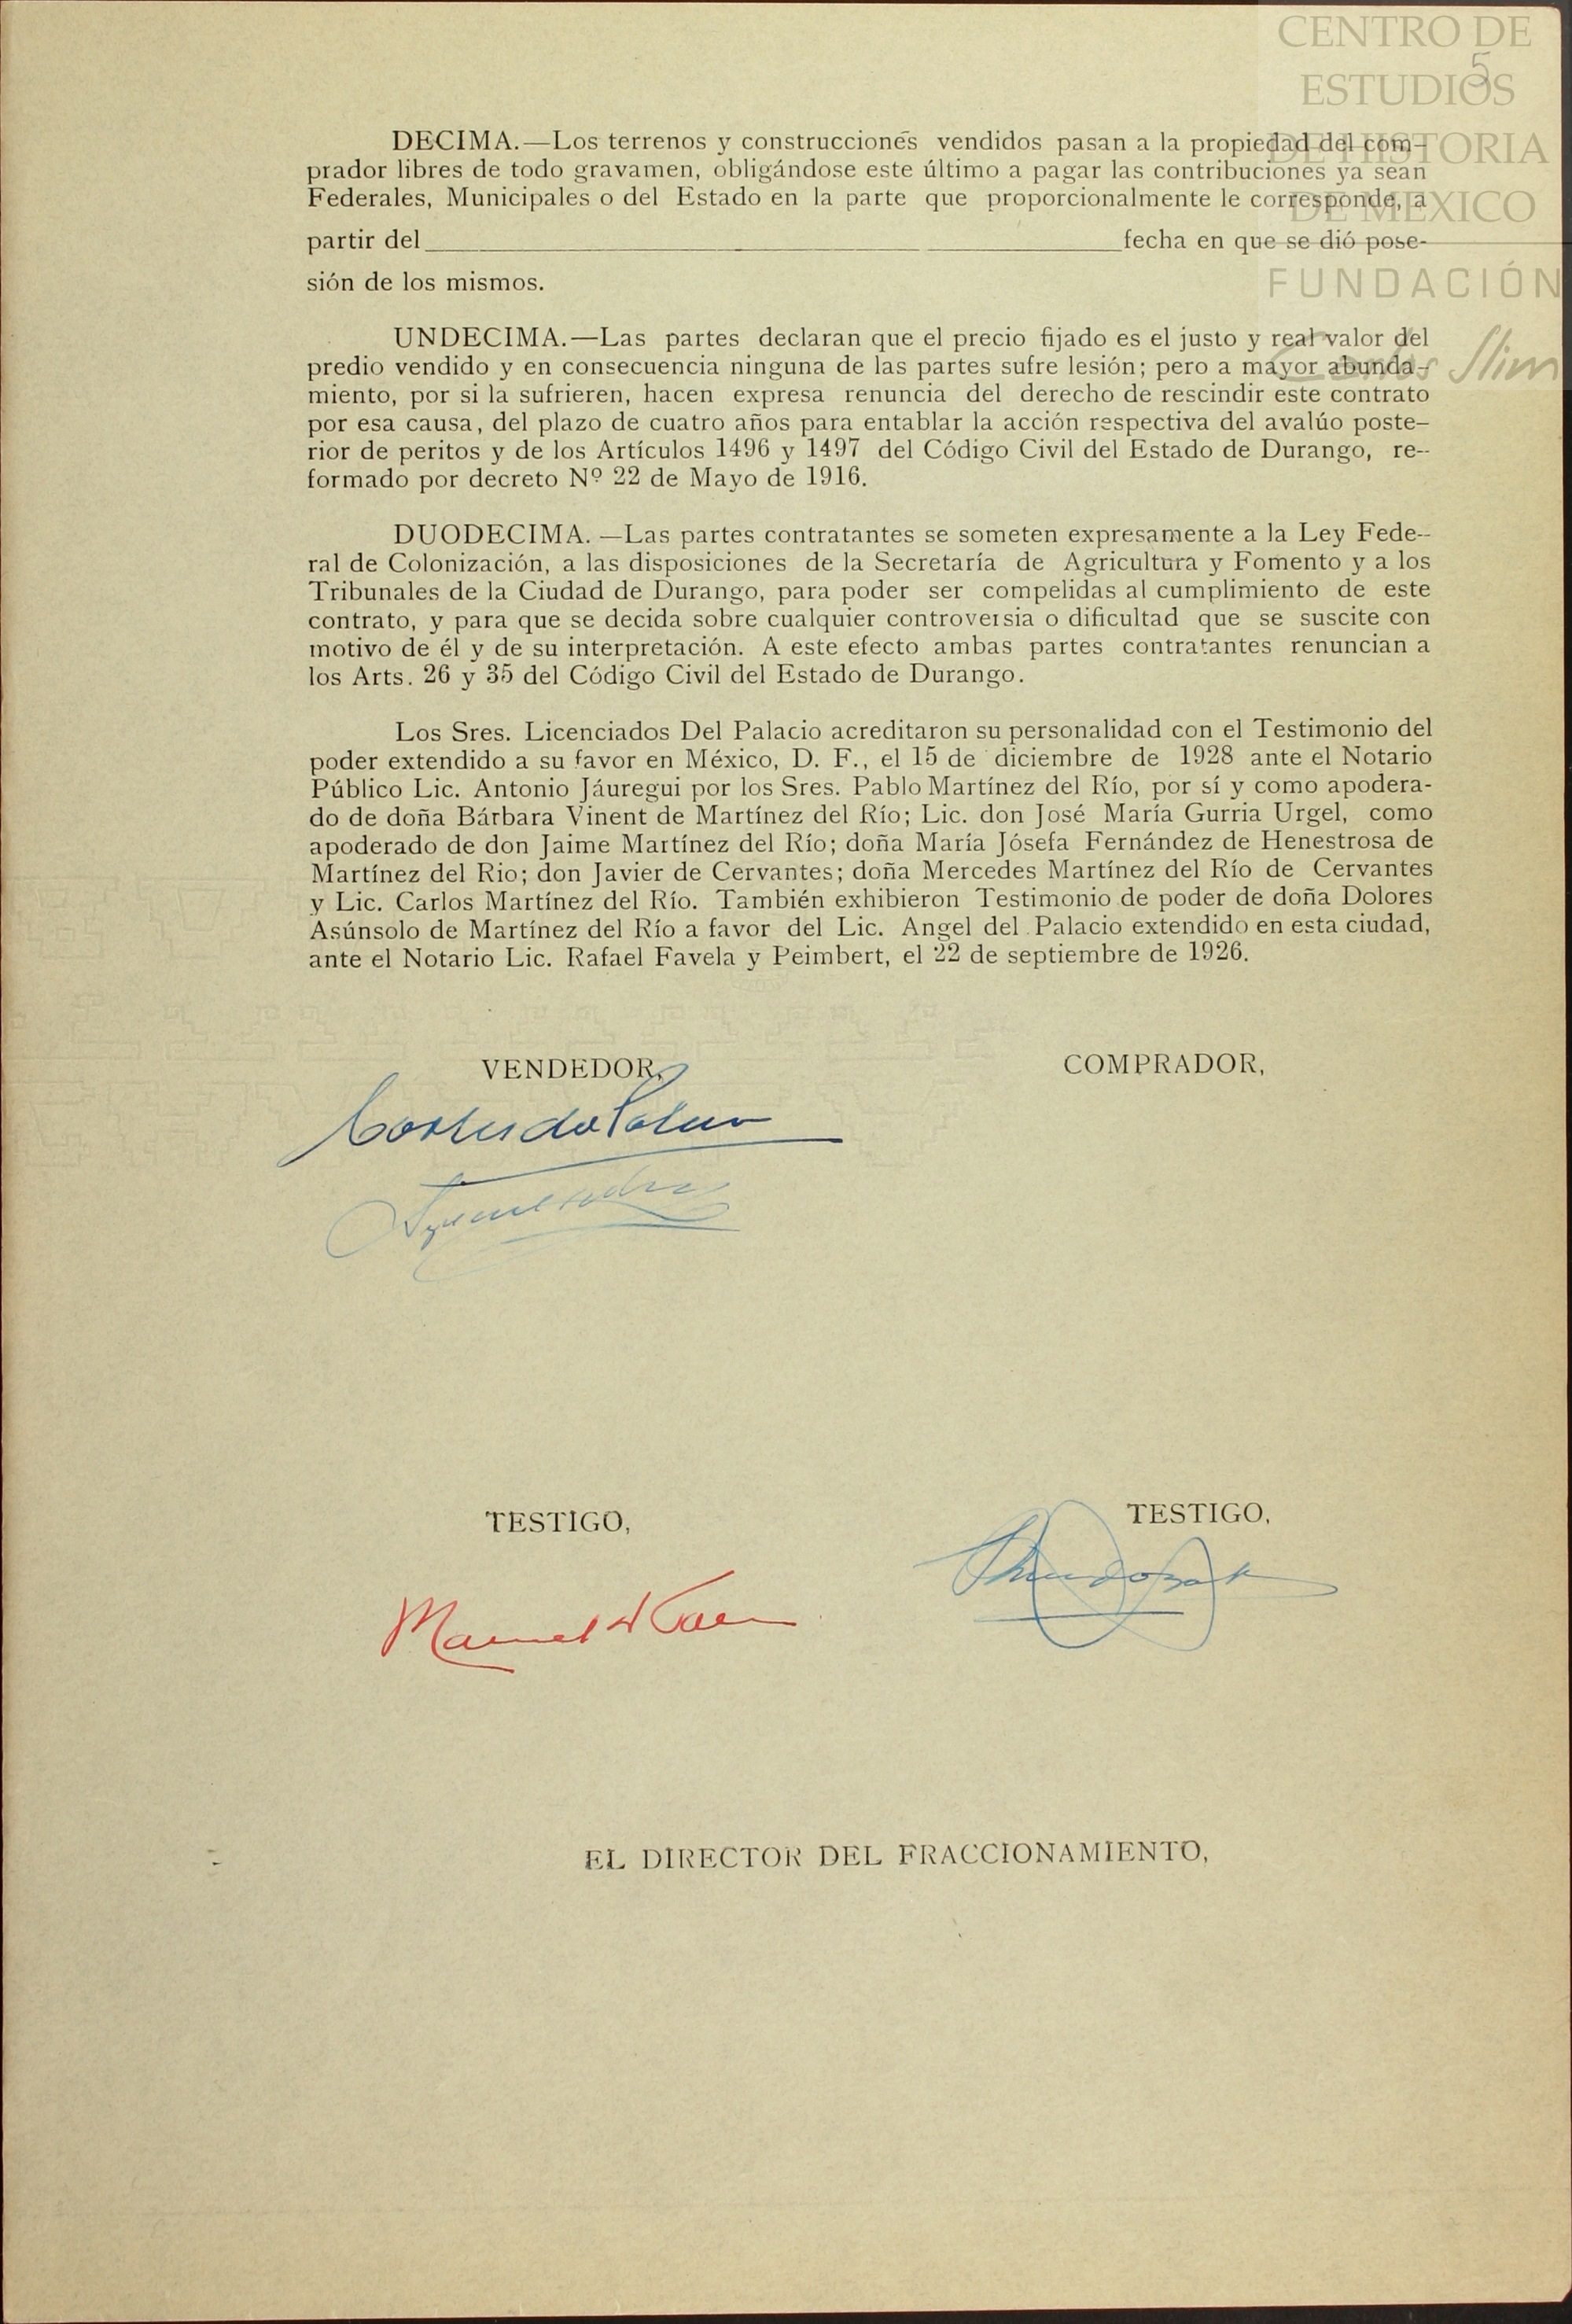 CENTRO DE
ESTUDIOS
DE HISTORIA
DE MEXICO
FUNDACIÓN
Carlos Slim
5
DECIMA.—Los terrenos y construcciones vendidos pasan a la propiedad del com-
prador libres de todo gravamen, obligándose este último a pagar las contribuciones ya sean
Federales, Municipales o del Estado en la parte que proporcionalmente le corresponde, a
partir del ______________________________ fecha en que se dió pose-
sión de los mismos.
UNDECIMA.—Las partes declaran que el precio fijado es el justo y real valor del
predio vendido y en consecuencia ninguna de las partes sufre lesión; pero a mayor abunda-
miento, por si la sufrieren, hacen expresa renuncia del derecho de rescindir este contrato
por esa causa, del plazo de cuatro años para entablar la acción respectiva del avalúo poste-
rior de peritos y de los Artículos 1496 y 1497 del Código Civil del Estado de Durango, re-
formado por decreto Nº 22 de Mayo de 1916.
DUODECIMA. —Las partes contratantes se someten expresamente a la Ley Fede-
ral de Colonización, a las disposiciones de la Secretaría de Agricultura y Fomento y a los
Tribunales de la Ciudad de Durango, para poder ser compelidas al cumplimiento de este
contrato, y para que se decida sobre cualquier controversia o dificultad que se suscite con
motivo de él y de su interpretación. A este efecto ambas partes contratantes renuncian a
los Arts. 26 y 35 del Código Civil del Estado de Durango.
Los Sres. Licenciados Del Palacio acreditaron su personalidad con el Testimonio del
poder extendido a su favor en México, D. F., el 15 de diciembre de 1928 ante el Notario
Público Lic. Antonio Jáuregui por los Sres. Pablo Martínez del Río, por sí y como apodera-
do de doña Bárbara Vinent de Martínez del Río; Lic. don José María Gurria Urgel, como
apoderado de don Jaime Martínez del Río; doña María Jósefa Fernández de Henestrosa de
Martínez del Rio; don Javier de Cervantes; doña Mercedes Martínez del Río de Cervantes
y Lic. Carlos Martínez del Río. También exhibieron Testimonio de poder de doña Dolores
Asúnsolo de Martínez del Río a favor del Lic. Angel del Palacio extendido en esta ciudad,
ante el Notario Lic. Rafael Favela y Peimbert, el 22 de septiembre de 1926.
VENDEDOR,
COMPRADOR,
TESTIGO,
TESTIGO,
Manuel
EL DIRECTOR DEL FRACCIONAMIENTO,